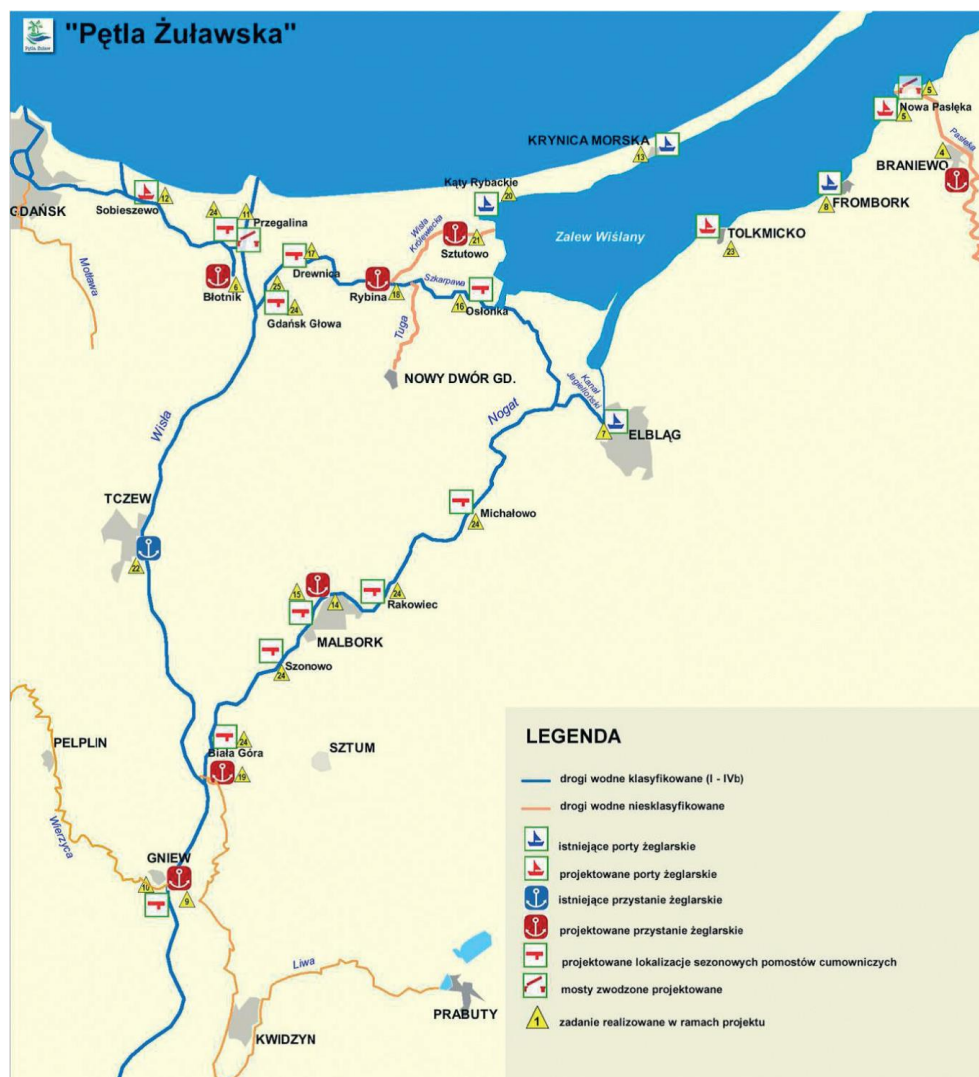 Pętla Żuław
"Pętla Żuławska"
5
Nowa Pasłęka
5
Pasłęka
4
BRANIEWO
KRYNICA MORSKA
13
Kąty Rybackie
20
8
FROMBORK
12
Sobieszewo
GDAŃSK
24
11
Przegalina
Wisła Królewiecka
21
Sztutowo
Zalew Wiślany
TOLKMICKO
23
Motława
17
Drewnica
6
Błotnik
25
24
Gdańsk Głowa
Rybina
18
Szkarpawa
16
Osłonka
Tuga
NOWY DWÓR GD.
Kanał
Jagielloński
Wisła
Nogat
7
ELBLĄG
TCZEW
22
Michałowo
24
15
14
24
Rakowiec
MALBORK
Szonowo
24
24
Biała Góra
19
SZTUM
PELPLIN
Wierzyca
GNIEW
10
9
Liwa
PRABUTY
KWIDZYN
LEGENDA
drogi wodne klasyfikowane (I - IVb)
drogi wodne niesklasyfikowane
istniejące porty żeglarskie
projektowane porty żeglarskie
istniejące przystanie żeglarskie
projektowane przystanie żeglarskie
projektowane lokalizacje sezonowych pomostów cumowniczych
mosty zwodzone projektowane
1
zadanie realizowane w ramach projektu